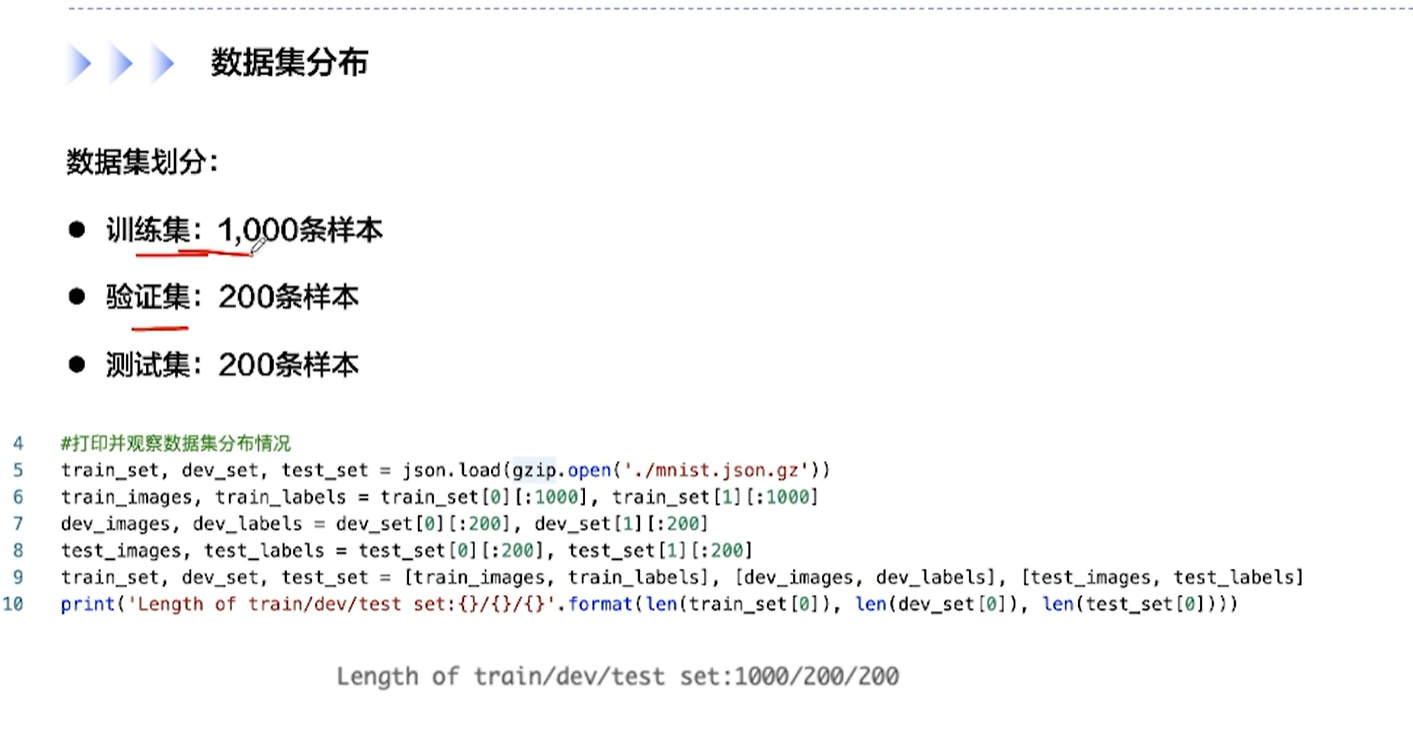 数据集分布
数据集划分：
● 训练集：1,000条样本
● 验证集：200条样本
● 测试集：200条样本
4 #打印并观察数据集分布情况
5 train_set, dev_set, test_set = json.load(gzip.open('./mnist.json.gz'))
6 train_images, train_labels = train_set[0][:1000], train_set[1][:1000]
7 dev_images, dev_labels = dev_set[0][:200], dev_set[1][:200]
8 test_images, test_labels = test_set[0][:200], test_set[1][:200]
9 train_set, dev_set, test_set = [train_images, train_labels], [dev_images, dev_labels], [test_images, test_labels]
10 print('Length of train/dev/test set:{}/{}/{}'.format(len(train_set[0]), len(dev_set[0]), len(test_set[0])))
Length of train/dev/test set:1000/200/200